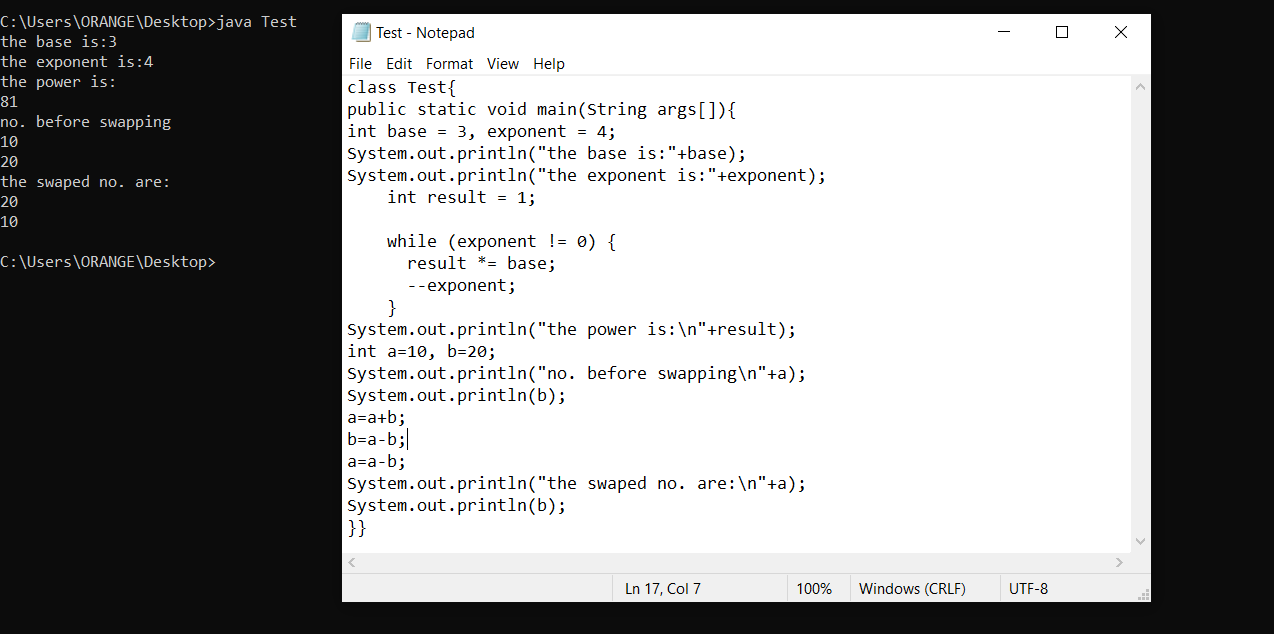 C:\Users\ORANGE\Desktop>java Test
the base is:3
the exponent is:4
the power is:
81
no. before swapping
10
20
the swaped no. are:
20
10
C:\Users\ORANGE\Desktop>
Test - Notepad
File Edit Format View Help
class Test{
public static void main(String args[]){
int base = 3, exponent = 4;
System.out.println("the base is:"+base);
System.out.println("the exponent is:"+exponent);
    int result = 1;
    while (exponent != 0) {
      result *= base;
      --exponent;
    }
System.out.println("the power is:\n"+result);
int a=10, b=20;
System.out.println("no. before swapping\n"+a);
System.out.println(b);
a=a+b;
b=a-b;
a=a-b;
System.out.println("the swaped no. are:\n"+a);
System.out.println(b);
}}
Ln 17, Col 7 100% Windows (CRLF) UTF-8